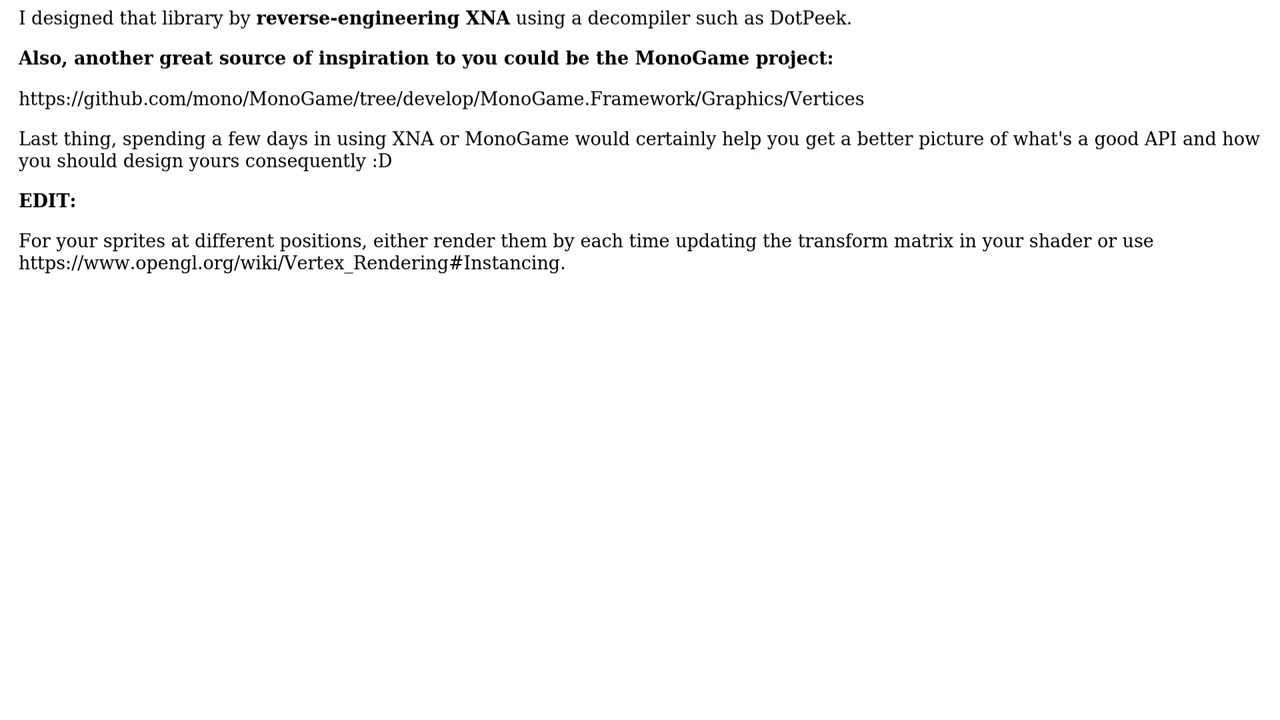 I designed that library by reverse-engineering XNA using a decompiler such as DotPeek.
Also, another great source of inspiration to you could be the MonoGame project:
https://github.com/mono/MonoGame/tree/develop/MonoGame.Framework/Graphics/Vertices
Last thing, spending a few days in using XNA or MonoGame would certainly help you get a better picture of what's a good API and how
you should design yours consequently :D
EDIT:
For your sprites at different positions, either render them by each time updating the transform matrix in your shader or use
https://www.opengl.org/wiki/Vertex_Rendering#Instancing.